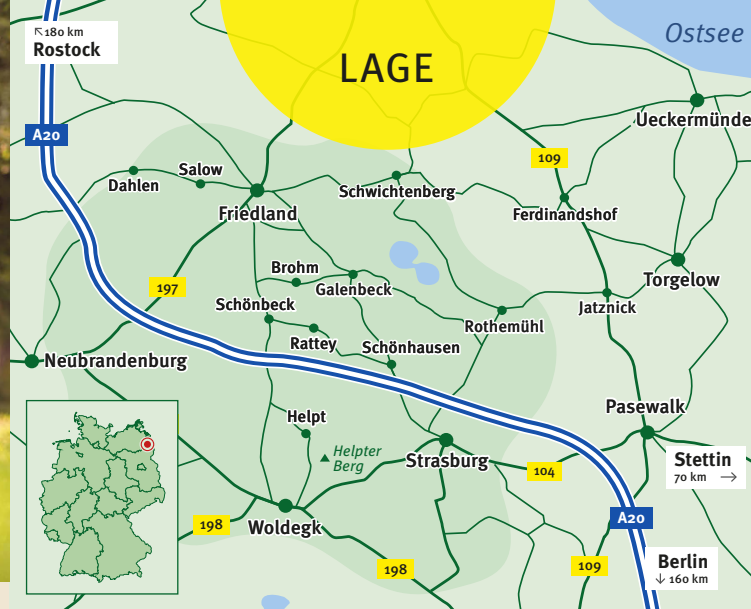 Ostsee
↖180 km
Rostock
LAGE
Ueckermünde
A20
109
Salow
Dahlen
Schwichtenberg
Friedland
Ferdinandshof
Brohm
Galenbeck
Torgelow
197
Schönbeck
Jatznick
Rothemühl
Rattey
Schönhausen
Neubrandenburg
Pasewalk
Helpt
Helpter
Berg
Strasburg
Stettin
70 km →
104
A20
198
Woldegk
198
109
Berlin
↓ 160 km